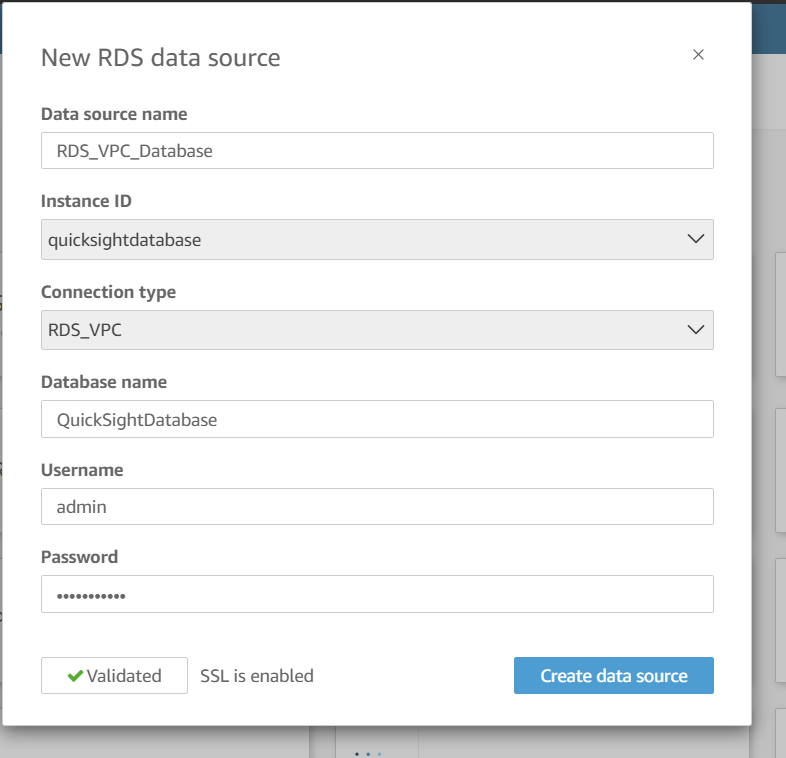 New RDS data source
Data source name
RDS_VPC_Database
Instance ID
quicksightdatabase
Connection type
RDS_VPC
Database name
QuickSightDatabase
Username
admin
Password
•••••••••••
Validated SSL is enabled Create data source